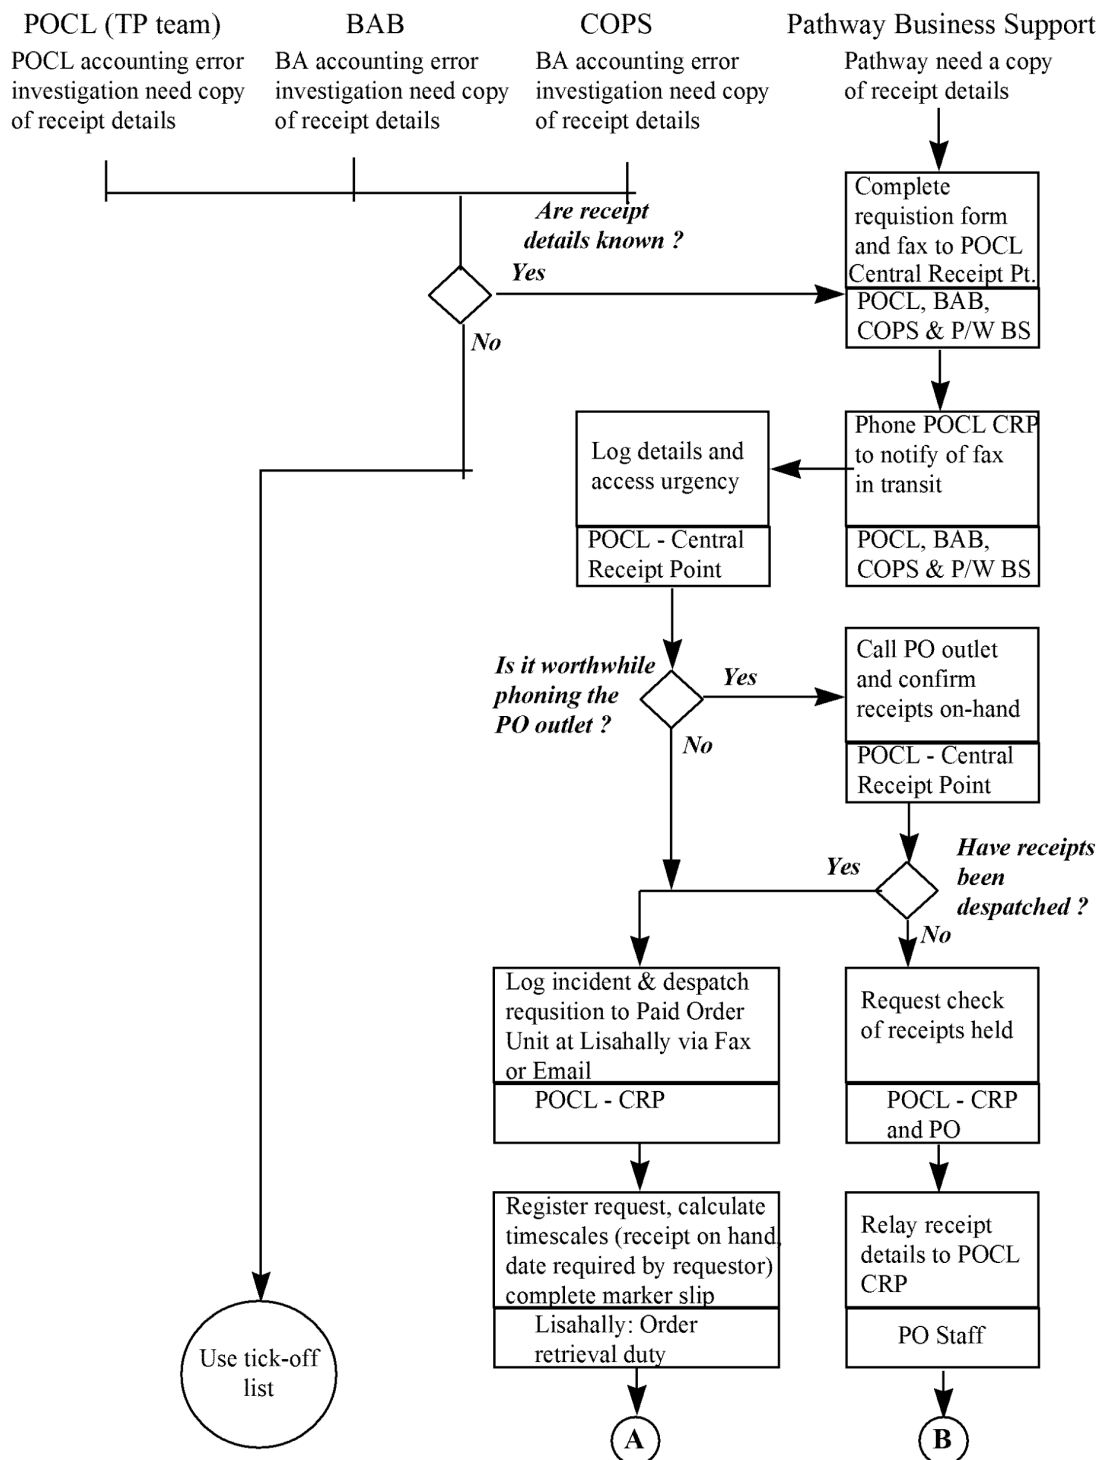 POCL (TP team)
BAB
COPS
Pathway Business Support
POCL accounting error
investigation need copy
of receipt details
BA accounting error
investigation need copy
of receipt details
BA accounting error
investigation need copy
of receipt details
Pathway need a copy
of receipt details
Are receipt
details known ?
Yes
No
Complete
requistion form
and fax to POCL
Central Receipt Pt.
POCL, BAB,
COPS & P/W BS
Phone POCL CRP
to notify of fax
in transit
POCL, BAB,
COPS & P/W BS
Log details and
access urgency
POCL - Central
Receipt Point
Is it worthwhile
phoning the
PO outlet ?
Yes
No
Call PO outlet
and confirm
receipts on-hand
POCL - Central
Receipt Point
Have receipts
been
despatched ?
Yes
No
Log incident & despatch
requsition to Paid Order
Unit at Lisahally via Fax
or Email
POCL - CRP
Request check
of receipts held
POCL - CRP
and PO
Register request, calculate
timescales (receipt on hand,
date required by requestor)
complete marker slip
Lisahally: Order
retrieval duty
Relay receipt
details to POCL
CRP
PO Staff
Use tick-off
list
A
B